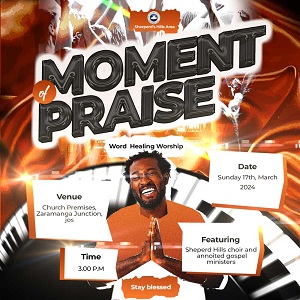 Sheperd's Hills Area
MOMENT
of
PRAISE
Word Healing Worship
Date
Sunday 17th, March
2024
Venue
Church Premises,
Zaramanga Junction,
jos
Time
3.00 P.M
Featuring
Sheperd Hills choir and
annoited gospel
ministers
Stay blessed